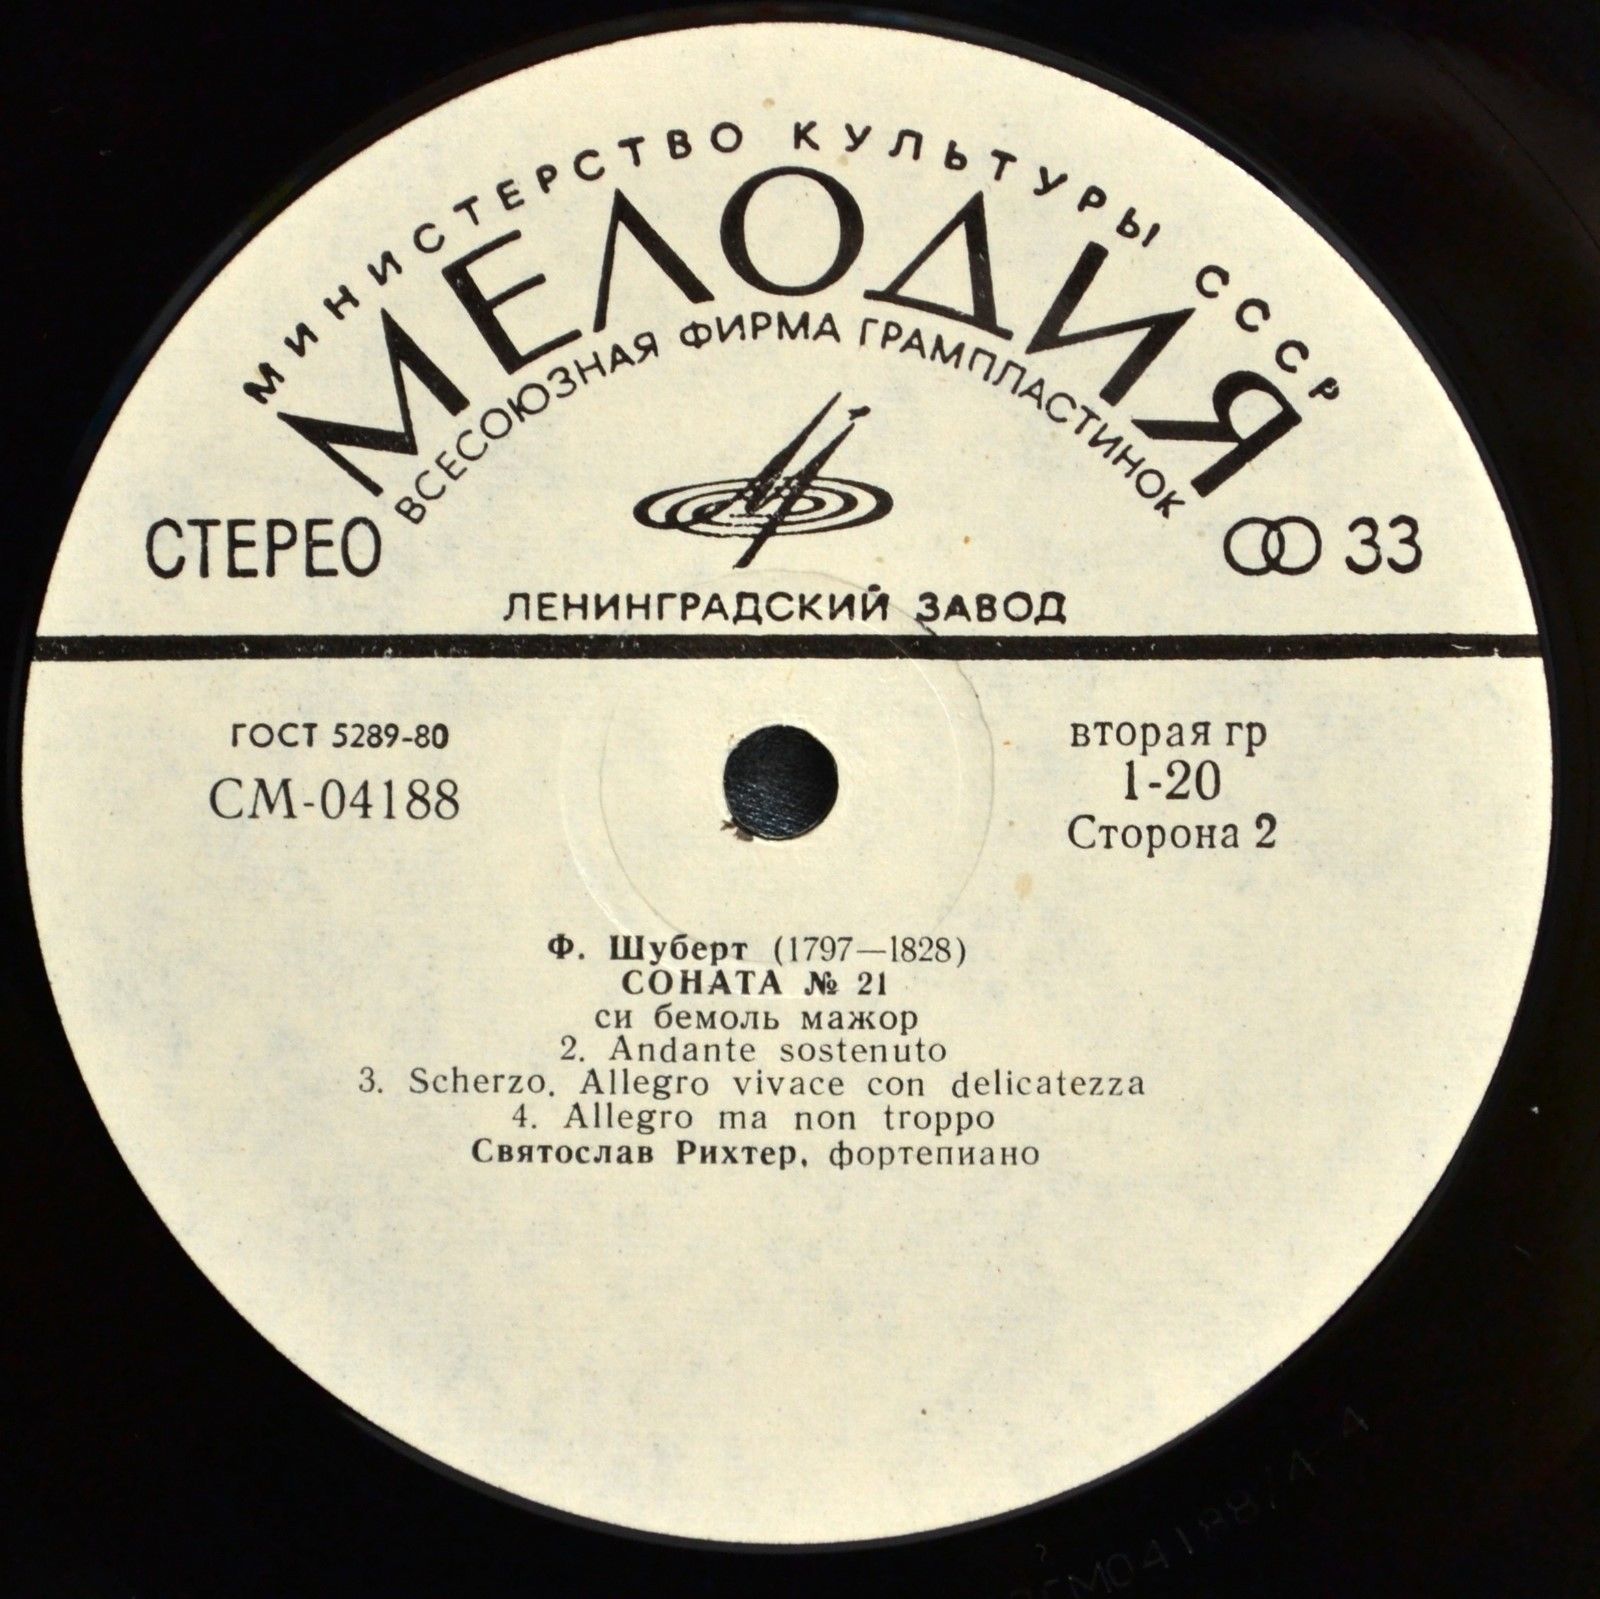 МИНИСТЕРСТВО КУЛЬТУРЫ СССР
МЕЛОДИЯ
ВСЕСОЮЗНАЯ ФИРМА ГРАМПЛАСТИНОК
СТЕРЕО
33
ЛЕНИНГРАДСКИЙ ЗАВОД
ГОСТ 5289-80
СМ-04188
вторая гр
1-20
Сторона 2
Ф. Шуберт (1797—1828)
СОНАТА № 21
си бемоль мажор
2. Andante sostenuto
3. Scherzo. Allegro vivace con delicatezza
4. Allegro ma non troppo
Святослав Рихтер, фортепиано